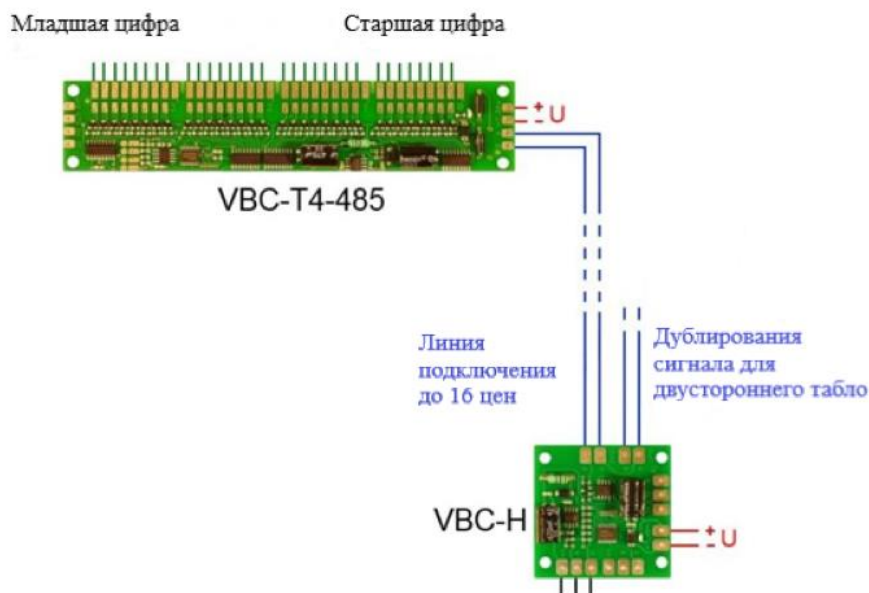 Младшая цифра
Старшая цифра
+
- U
VBC-T4-485
Линия
подключения
до 16 цен
Дублирования
сигнала для
двустороннего табло
VBC-H
+
- U